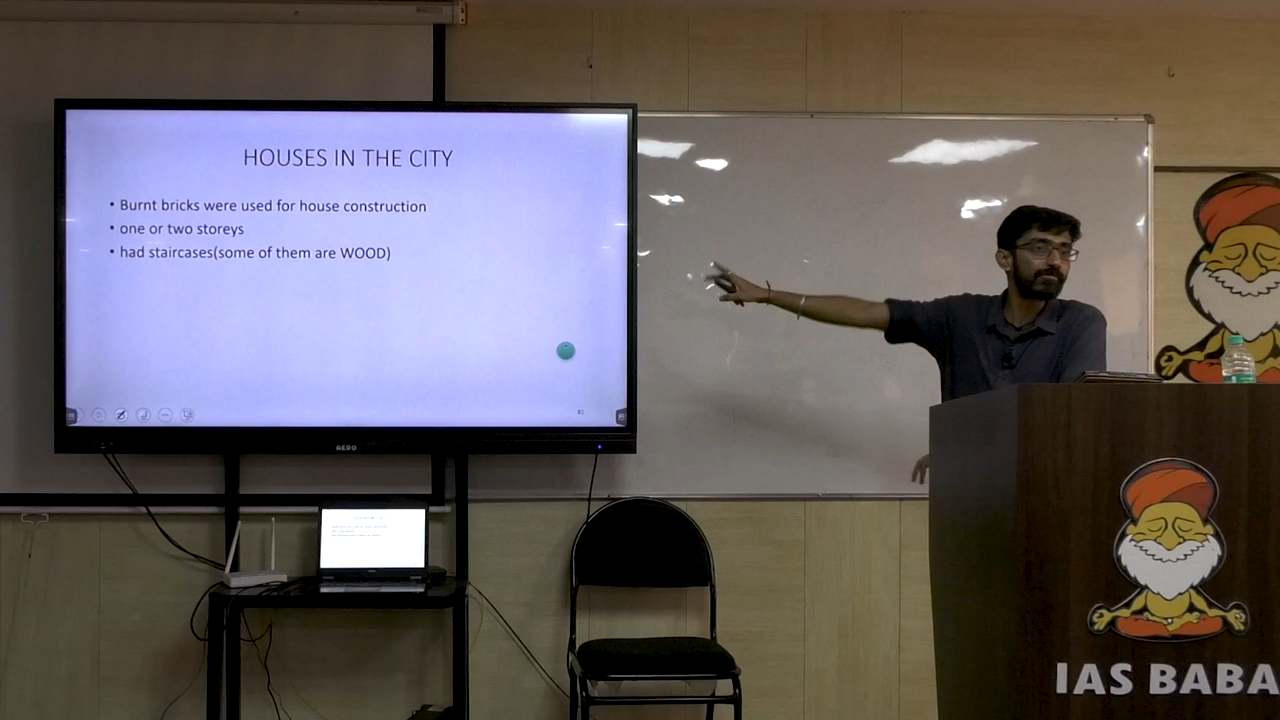 HOUSES IN THE CITY
• Burnt bricks were used for house construction
• one or two storeys
• had staircases(some of them are WOOD)
81
AERO
IAS BABA